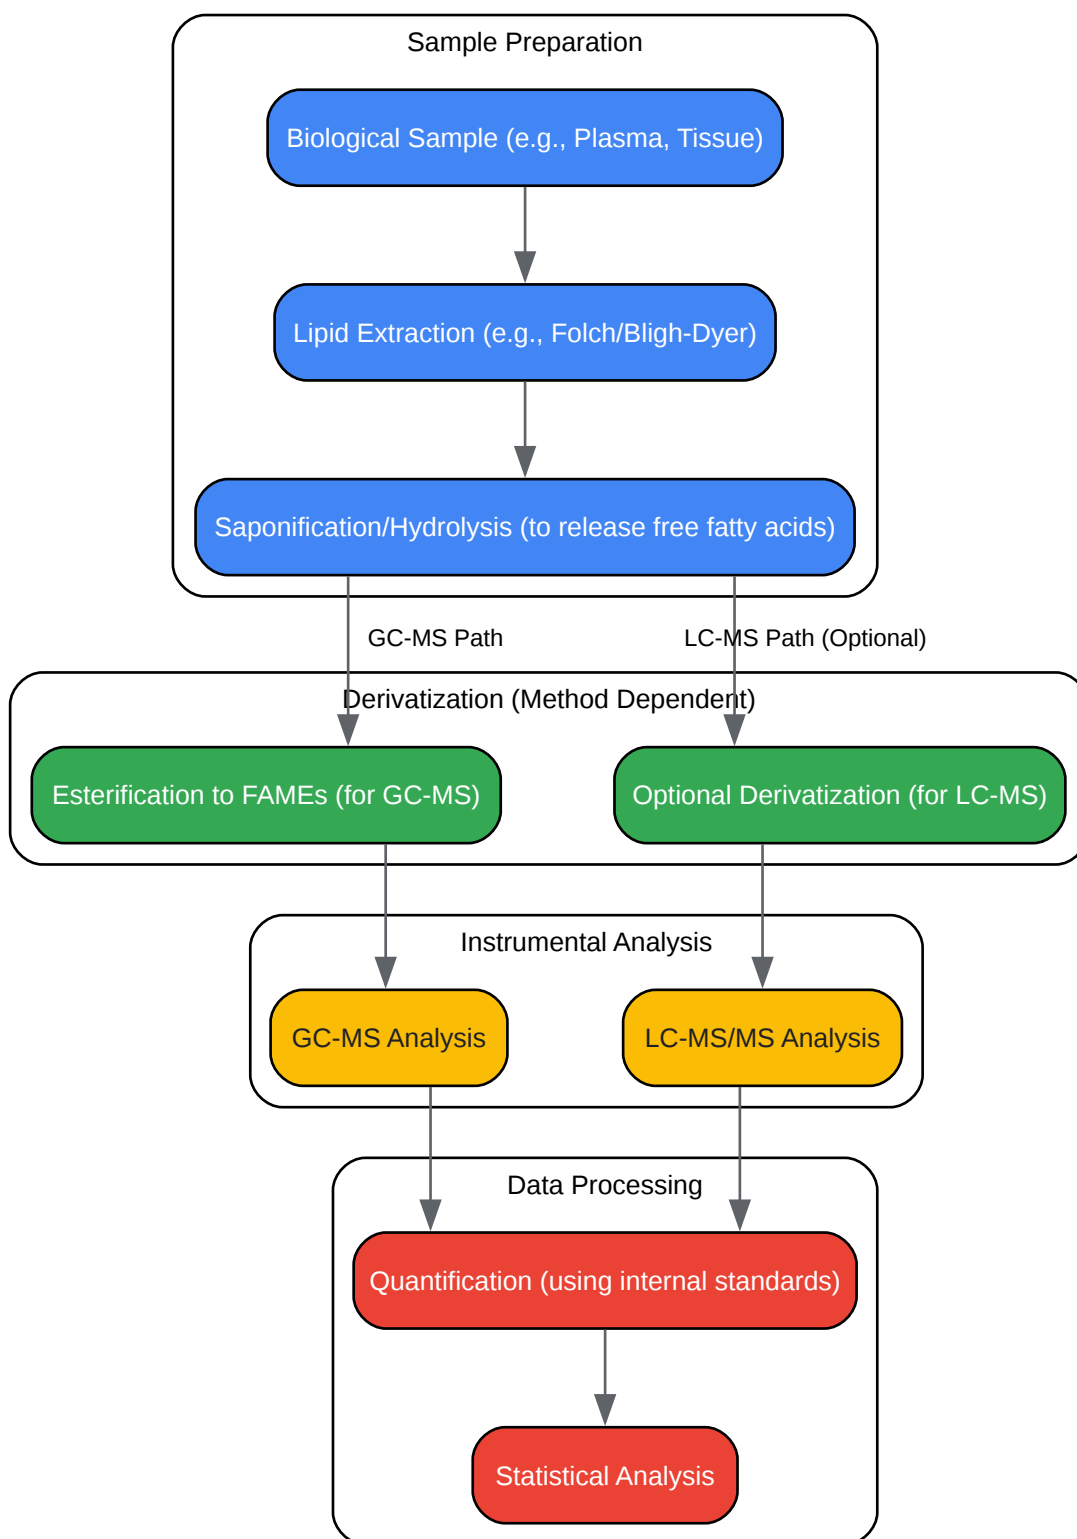 Sample Preparation
Biological Sample (e.g., Plasma, Tissue)
Lipid Extraction (e.g., Folch/Bligh-Dyer)
Saponification/Hydrolysis (to release free fatty acids)
GC-MS Path
LC-MS Path (Optional)
Derivatization (Method Dependent)
Esterification to FAMEs (for GC-MS)
Optional Derivatization (for LC-MS)
Instrumental Analysis
GC-MS Analysis
LC-MS/MS Analysis
Data Processing
Quantification (using internal standards)
Statistical Analysis